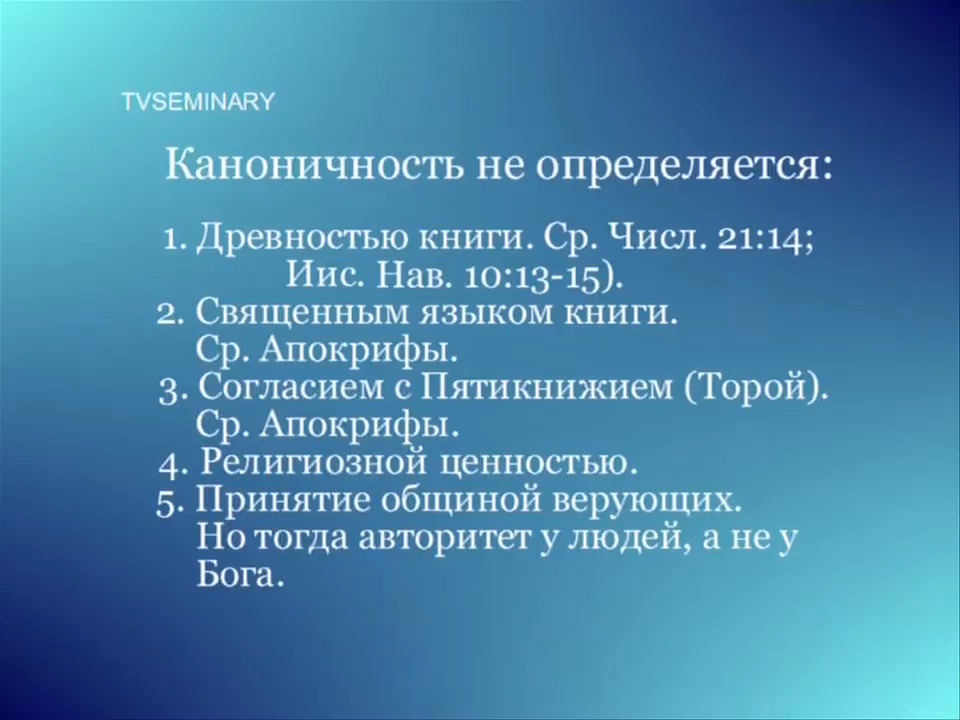 TVSEMINARY
Каноничность не определяется:
1. Древностью книги. Ср. Числ. 21:14;
Иис. Нав. 10:13-15).
2. Священным языком книги.
Ср. Апокрифы.
3. Согласием с Пятикнижием (Торой).
Ср. Апокрифы.
4. Религиозной ценностью.
5. Принятие общиной верующих.
Но тогда авторитет у людей, а не у
Бога.